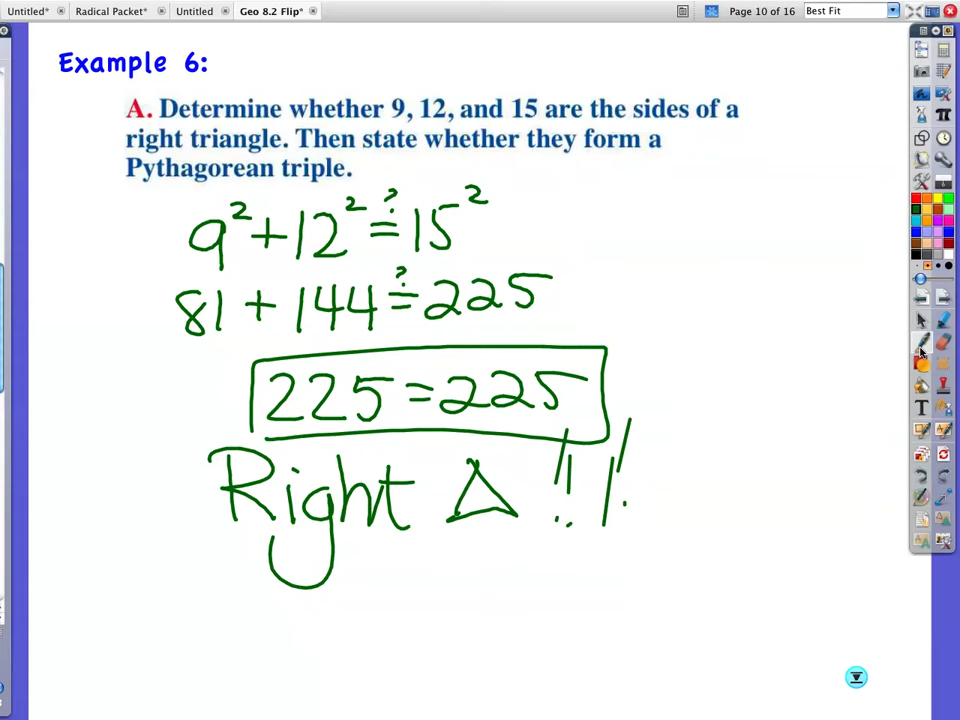 Untitled* Radical Packet* Untitled Geo 8.2 Flip* Page 10 of 16 Best Fit
Example 6:
A. Determine whether 9, 12, and 15 are the sides of a
right triangle. Then state whether they form a
Pythagorean triple.
9² + 12² ≟ 15²
81 + 144 ≟ 225
225 = 225
Right △ !!!!